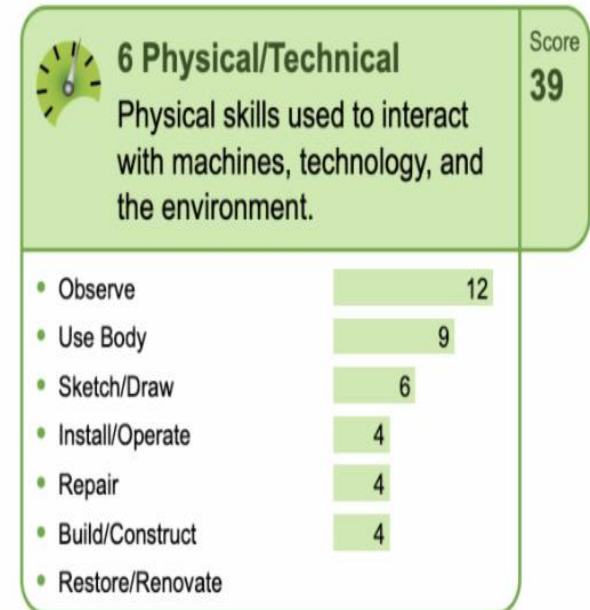 6 Physical/Technical
Score
39
Physical skills used to interact
with machines, technology, and
the environment.
• Observe 12
• Use Body 9
• Sketch/Draw 6
• Install/Operate 4
• Repair 4
• Build/Construct 4
• Restore/Renovate